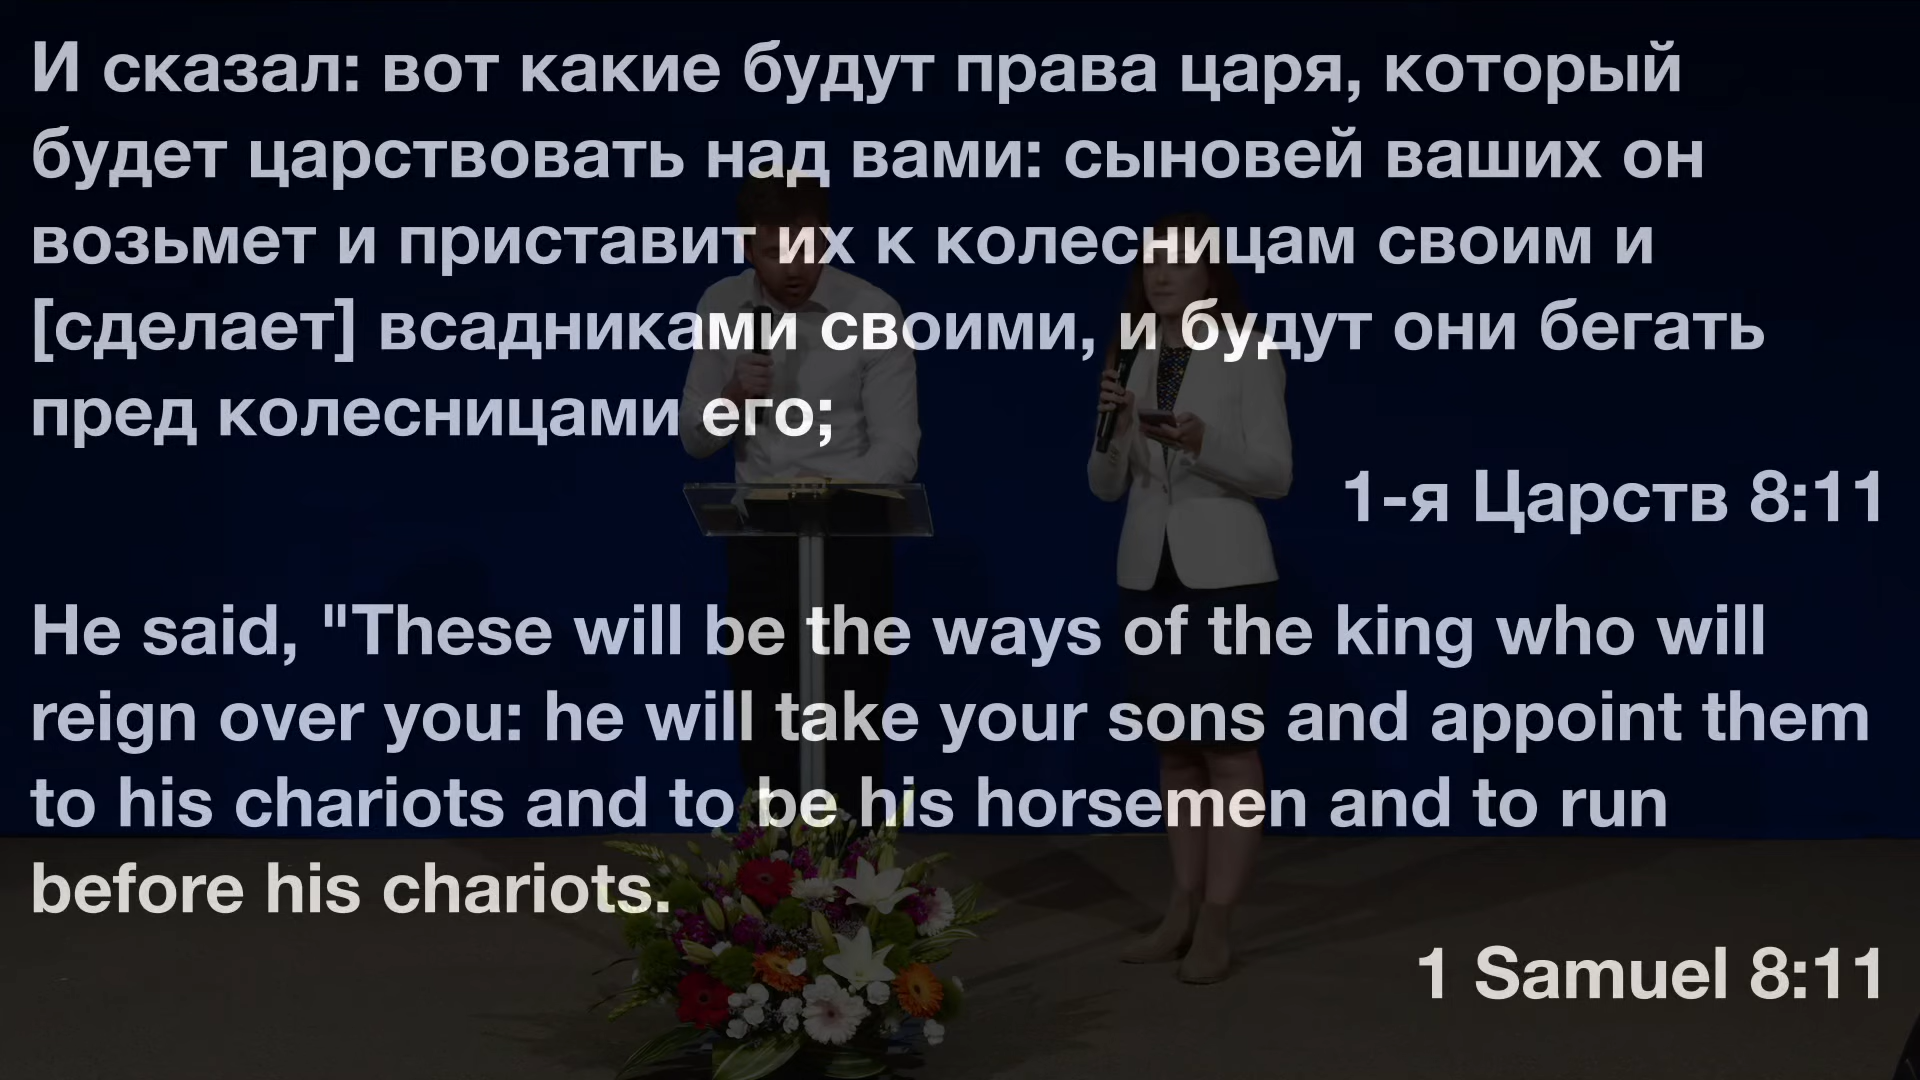 И сказал: вот какие будут права царя, который
будет царствовать над вами: сыновей ваших он
возьмет и приставит их к колесницам своим и
[сделает] всадниками своими, и будут они бегать
пред колесницами его;
1-я Царств 8:11
He said, "These will be the ways of the king who will
reign over you: he will take your sons and appoint them
to his chariots and to be his horsemen and to run
before his chariots.
1 Samuel 8:11